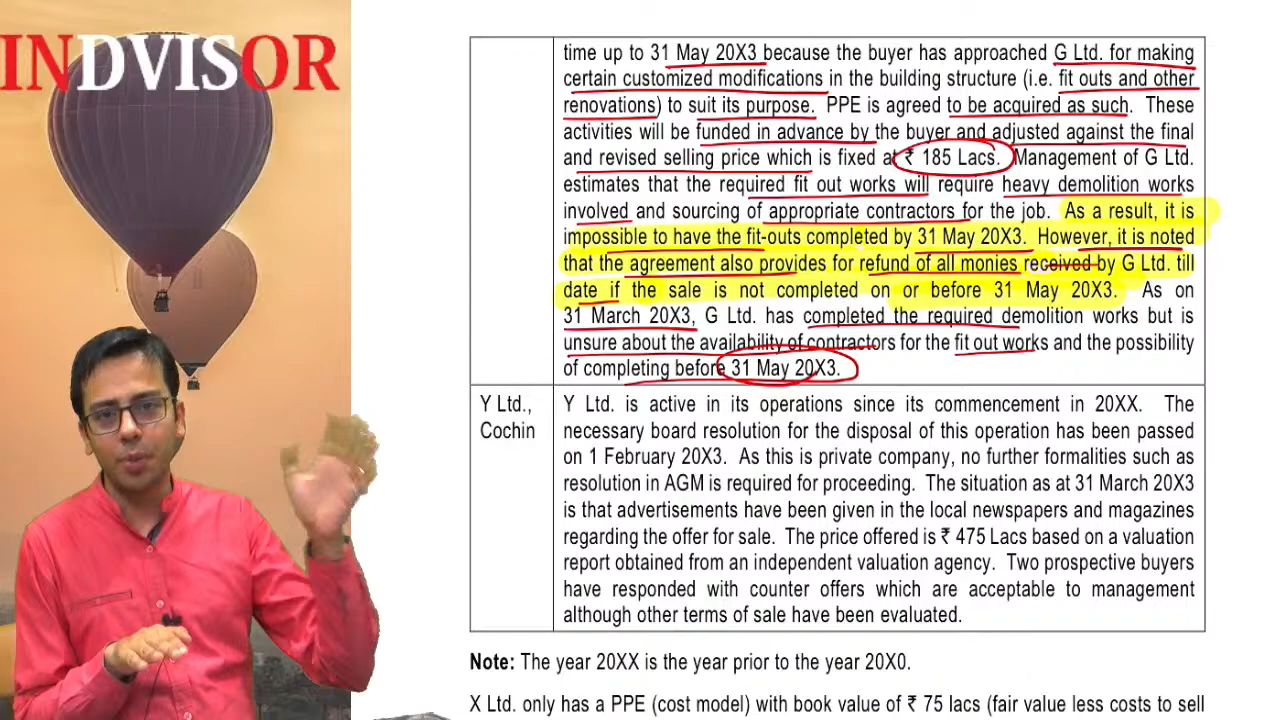 INDVISOR
time up to 31 May 20X3 because the buyer has approached G Ltd. for making
certain customized modifications in the building structure (i.e. fit outs and other
renovations) to suit its purpose. PPE is agreed to be acquired as such. These
activities will be funded in advance by the buyer and adjusted against the final
and revised selling price which is fixed at ₹ 185 Lacs. Management of G Ltd.
estimates that the required fit out works will require heavy demolition works
involved and sourcing of appropriate contractors for the job. As a result, it is
impossible to have the fit-outs completed by 31 May 20X3. However, it is noted
that the agreement also provides for refund of all monies received by G Ltd. till
date if the sale is not completed on or before 31 May 20X3. As on
31 March 20X3, G Ltd. has completed the required demolition works but is
unsure about the availability of contractors for the fit out works and the possibility
of completing before 31 May 20X3.
Y Ltd.,
Cochin
Y Ltd. is active in its operations since its commencement in 20XX. The
necessary board resolution for the disposal of this operation has been passed
on 1 February 20X3. As this is private company, no further formalities such as
resolution in AGM is required for proceeding. The situation as at 31 March 20X3
is that advertisements have been given in the local newspapers and magazines
regarding the offer for sale. The price offered is ₹ 475 Lacs based on a valuation
report obtained from an independent valuation agency. Two prospective buyers
have responded with counter offers which are acceptable to management
although other terms of sale have been evaluated.
Note: The year 20XX is the year prior to the year 20X0.
X Ltd. only has a PPE (cost model) with book value of ₹ 75 lacs (fair value less costs to sell